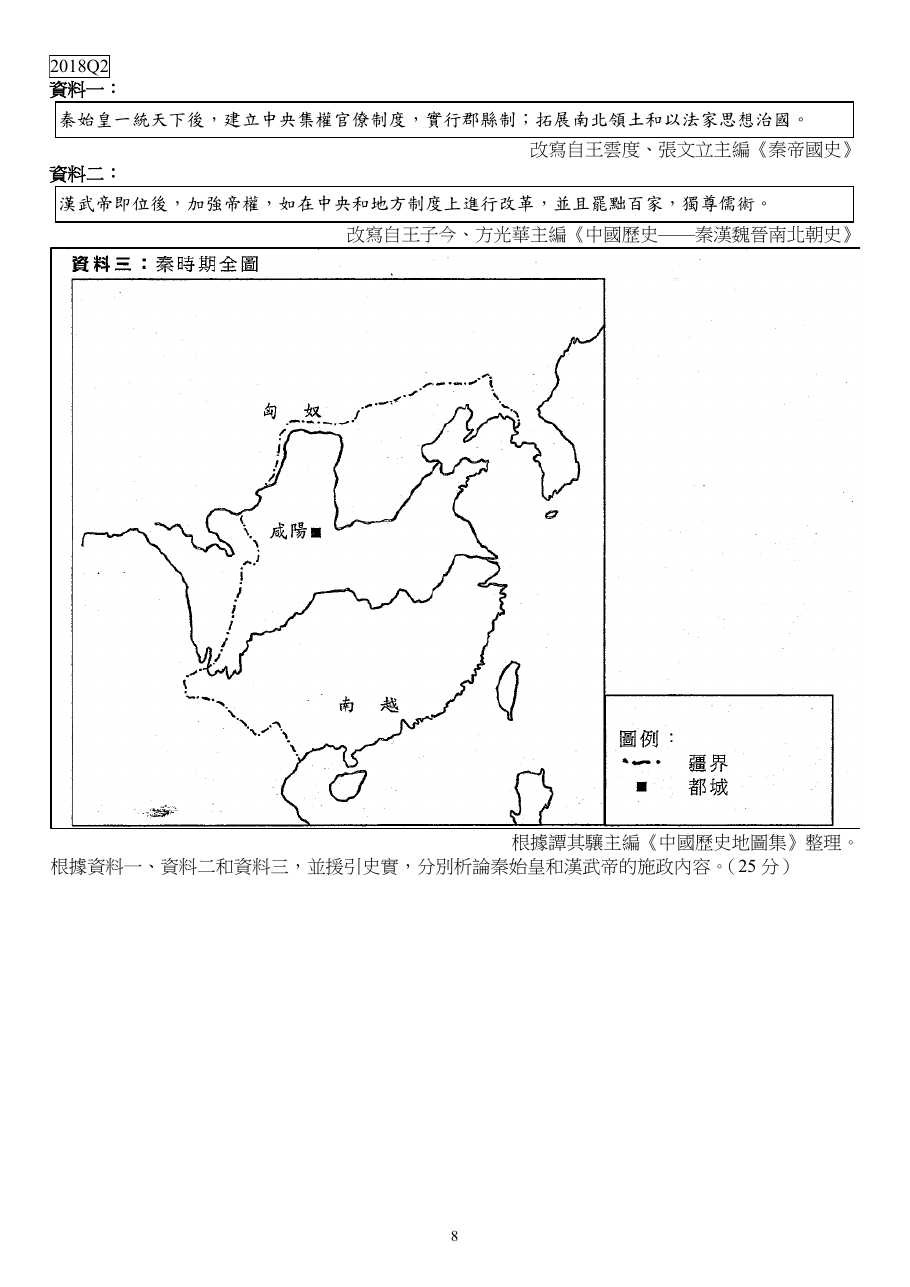 2018Q2
資料一：
秦始皇一統天下後，建立中央集權官僚制度，實行郡縣制；拓展南北領土和以法家思想治國。
改寫自王雲度、張文立主編《秦帝國史》
資料二：
漢武帝即位後，加強帝權，如在中央和地方制度上進行改革，並且罷黜百家，獨尊儒術。
改寫自王子今、方光華主編《中國歷史——秦漢魏晉南北朝史》
資料三：秦時期全圖
匈 奴
咸陽
南 越
圖例：
疆界
都城
根據譚其驤主編《中國歷史地圖集》整理。
根據資料一、資料二和資料三，並援引史實，分別析論秦始皇和漢武帝的施政內容。（25 分）
8